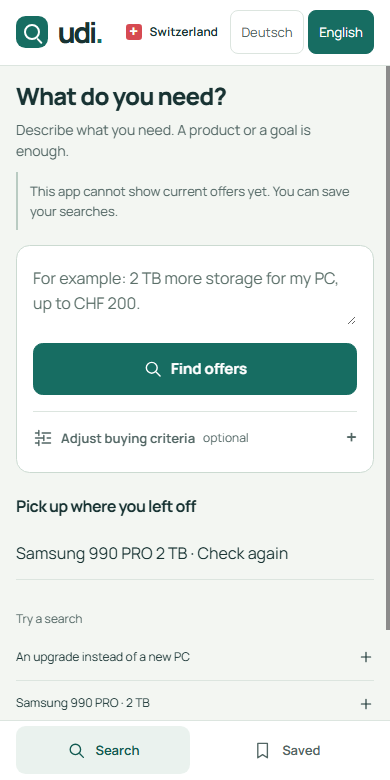 udi.
Switzerland
Deutsch
English
What do you need?
Describe what you need. A product or a goal is
enough.
This app cannot show current offers yet. You can save
your searches.
For example: 2 TB more storage for my PC,
up to CHF 200.
Find offers
Adjust buying criteria optional +
Pick up where you left off
Samsung 990 PRO 2 TB · Check again
Try a search
An upgrade instead of a new PC +
Samsung 990 PRO · 2 TB +
Search
Saved